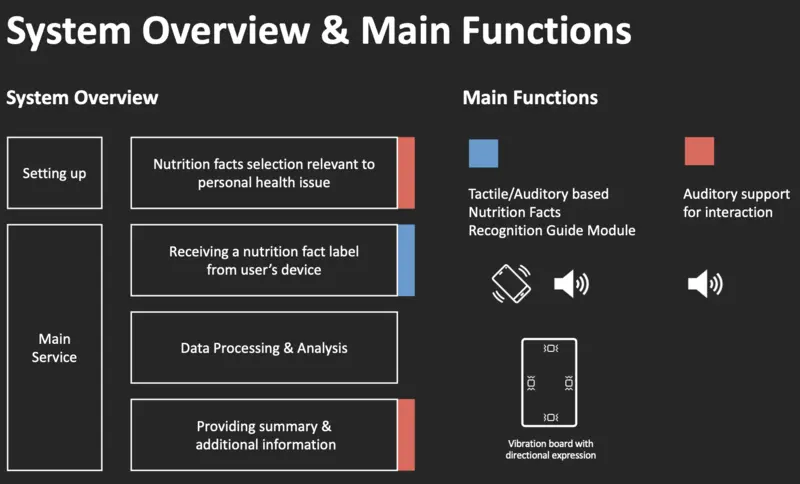 System Overview & Main Functions
System Overview
Setting up
Nutrition facts selection relevant to
personal health issue
Main
Service
Receiving a nutrition fact label
from user's device
Data Processing & Analysis
Providing summary &
additional information
Main Functions
Tactile/Auditory based
Nutrition Facts
Recognition Guide Module
Vibration board with
directional expression
Auditory support
for interaction